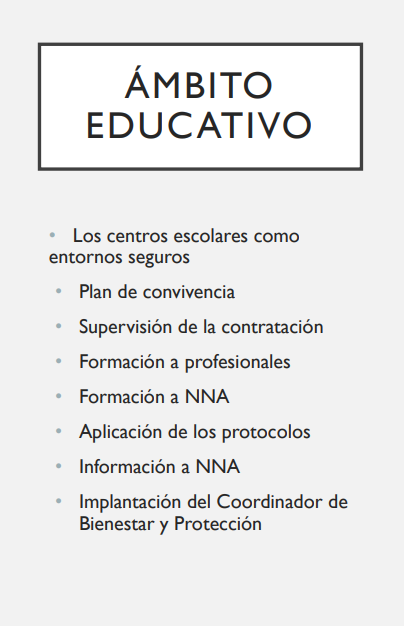 ÁMBITO
EDUCATIVO
• Los centros escolares como
entornos seguros
• Plan de convivencia
• Supervisión de la contratación
• Formación a profesionales
• Formación a NNA
• Aplicación de los protocolos
• Información a NNA
• Implantación del Coordinador de
Bienestar y Protección